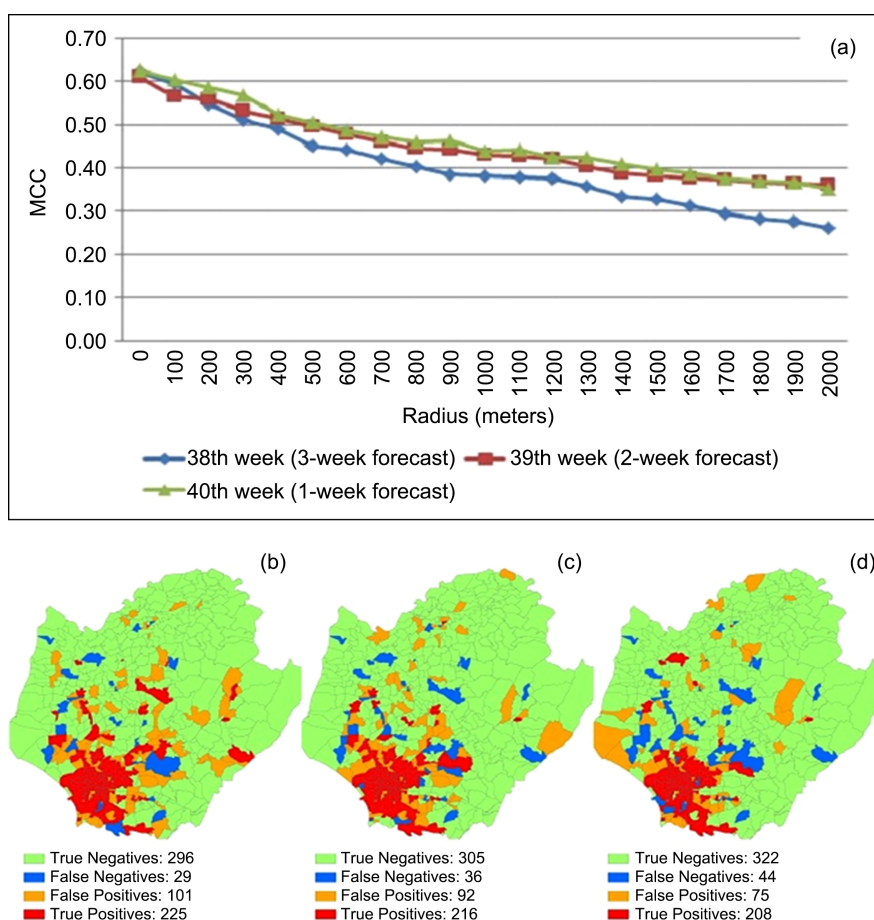 (a)
0.70
0.60
0.50
0.40
0.30
0.20
0.10
0.00
MCC
0 100 200 300 400 500 600 700 800 900 1000 1100 1200 1300 1400 1500 1600 1700 1800 1900 2000
Radius (meters)
38th week (3-week forecast) 39th week (2-week forecast)
40th week (1-week forecast)
(b) (c) (d)
True Negatives: 296
False Negatives: 29
False Positives: 101
True Positives: 225
True Negatives: 305
False Negatives: 36
False Positives: 92
True Positives: 216
True Negatives: 322
False Negatives: 44
False Positives: 75
True Positives: 208